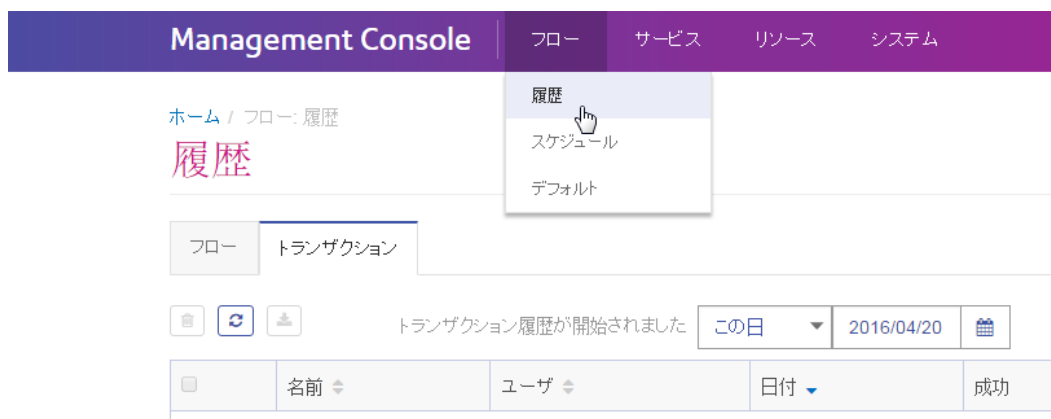 Management Console フロー サービス リソース システム
履歴
ホーム / フロー: 履歴
スケジュール
履歴
デフォルト
フロー トランザクション
トランザクション履歴が開始されました この日 2016/04/20
名前 ユーザ 日付 成功